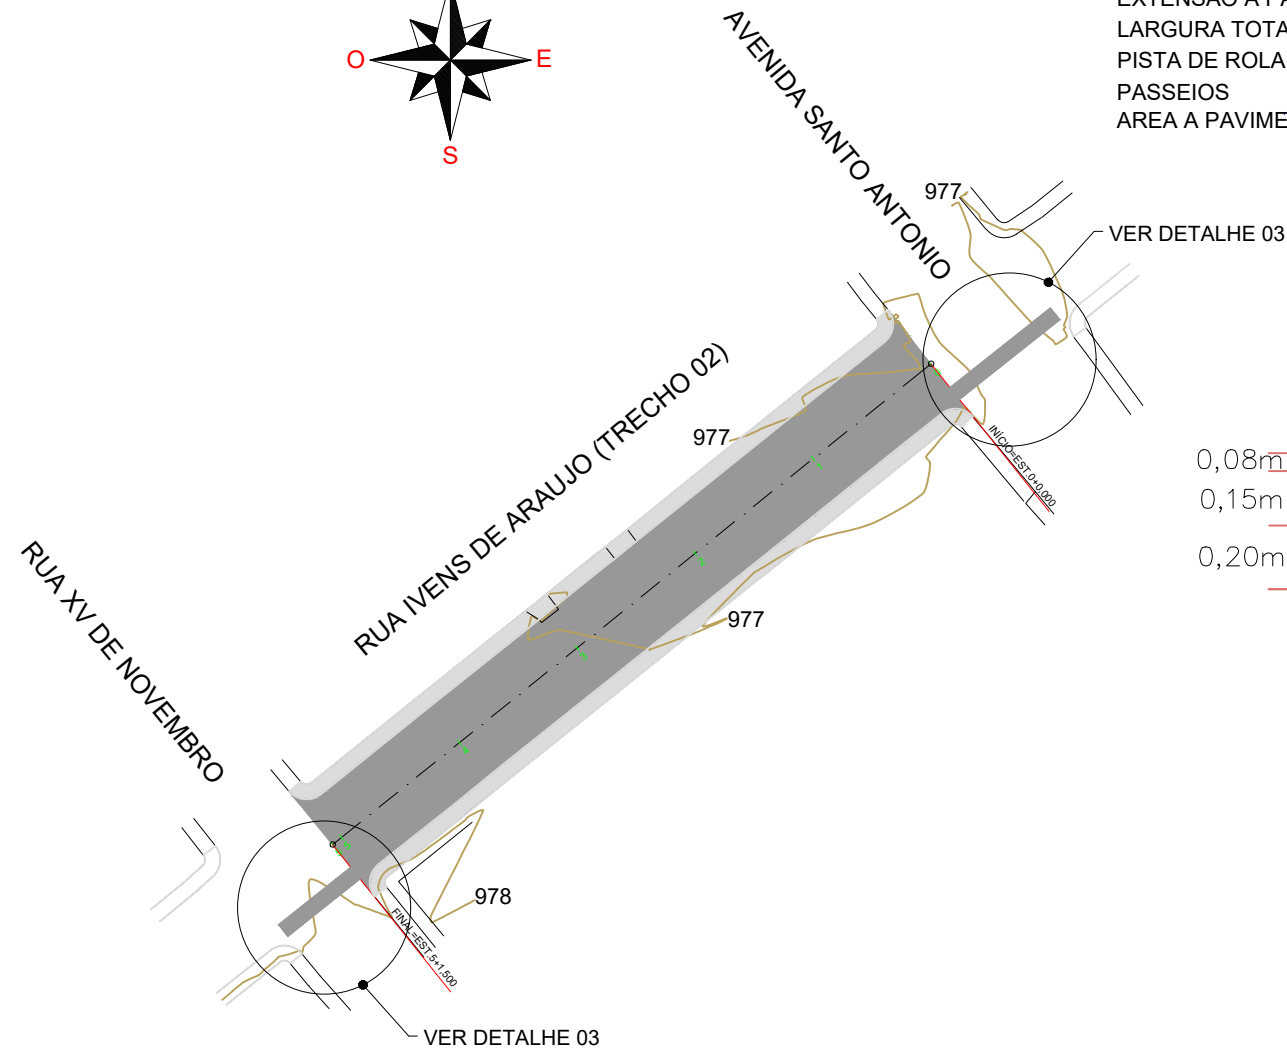 EXTENSÃO A PA
LARGURA TOTA
PISTA DE ROLA
PASSEIOS
AREA A PAVIME
O
E
S
AVENIDA SANTO ANTONIO
977
VER DETALHE 03
RUA IVENS DE ARAUJO (TRECHO 02)
977
INÍCIO=EST.0+0,000
0,08m
0,15m
0,20m
RUA XV DE NOVEMBRO
977
978
FINAL=EST.5+1,500
VER DETALHE 03